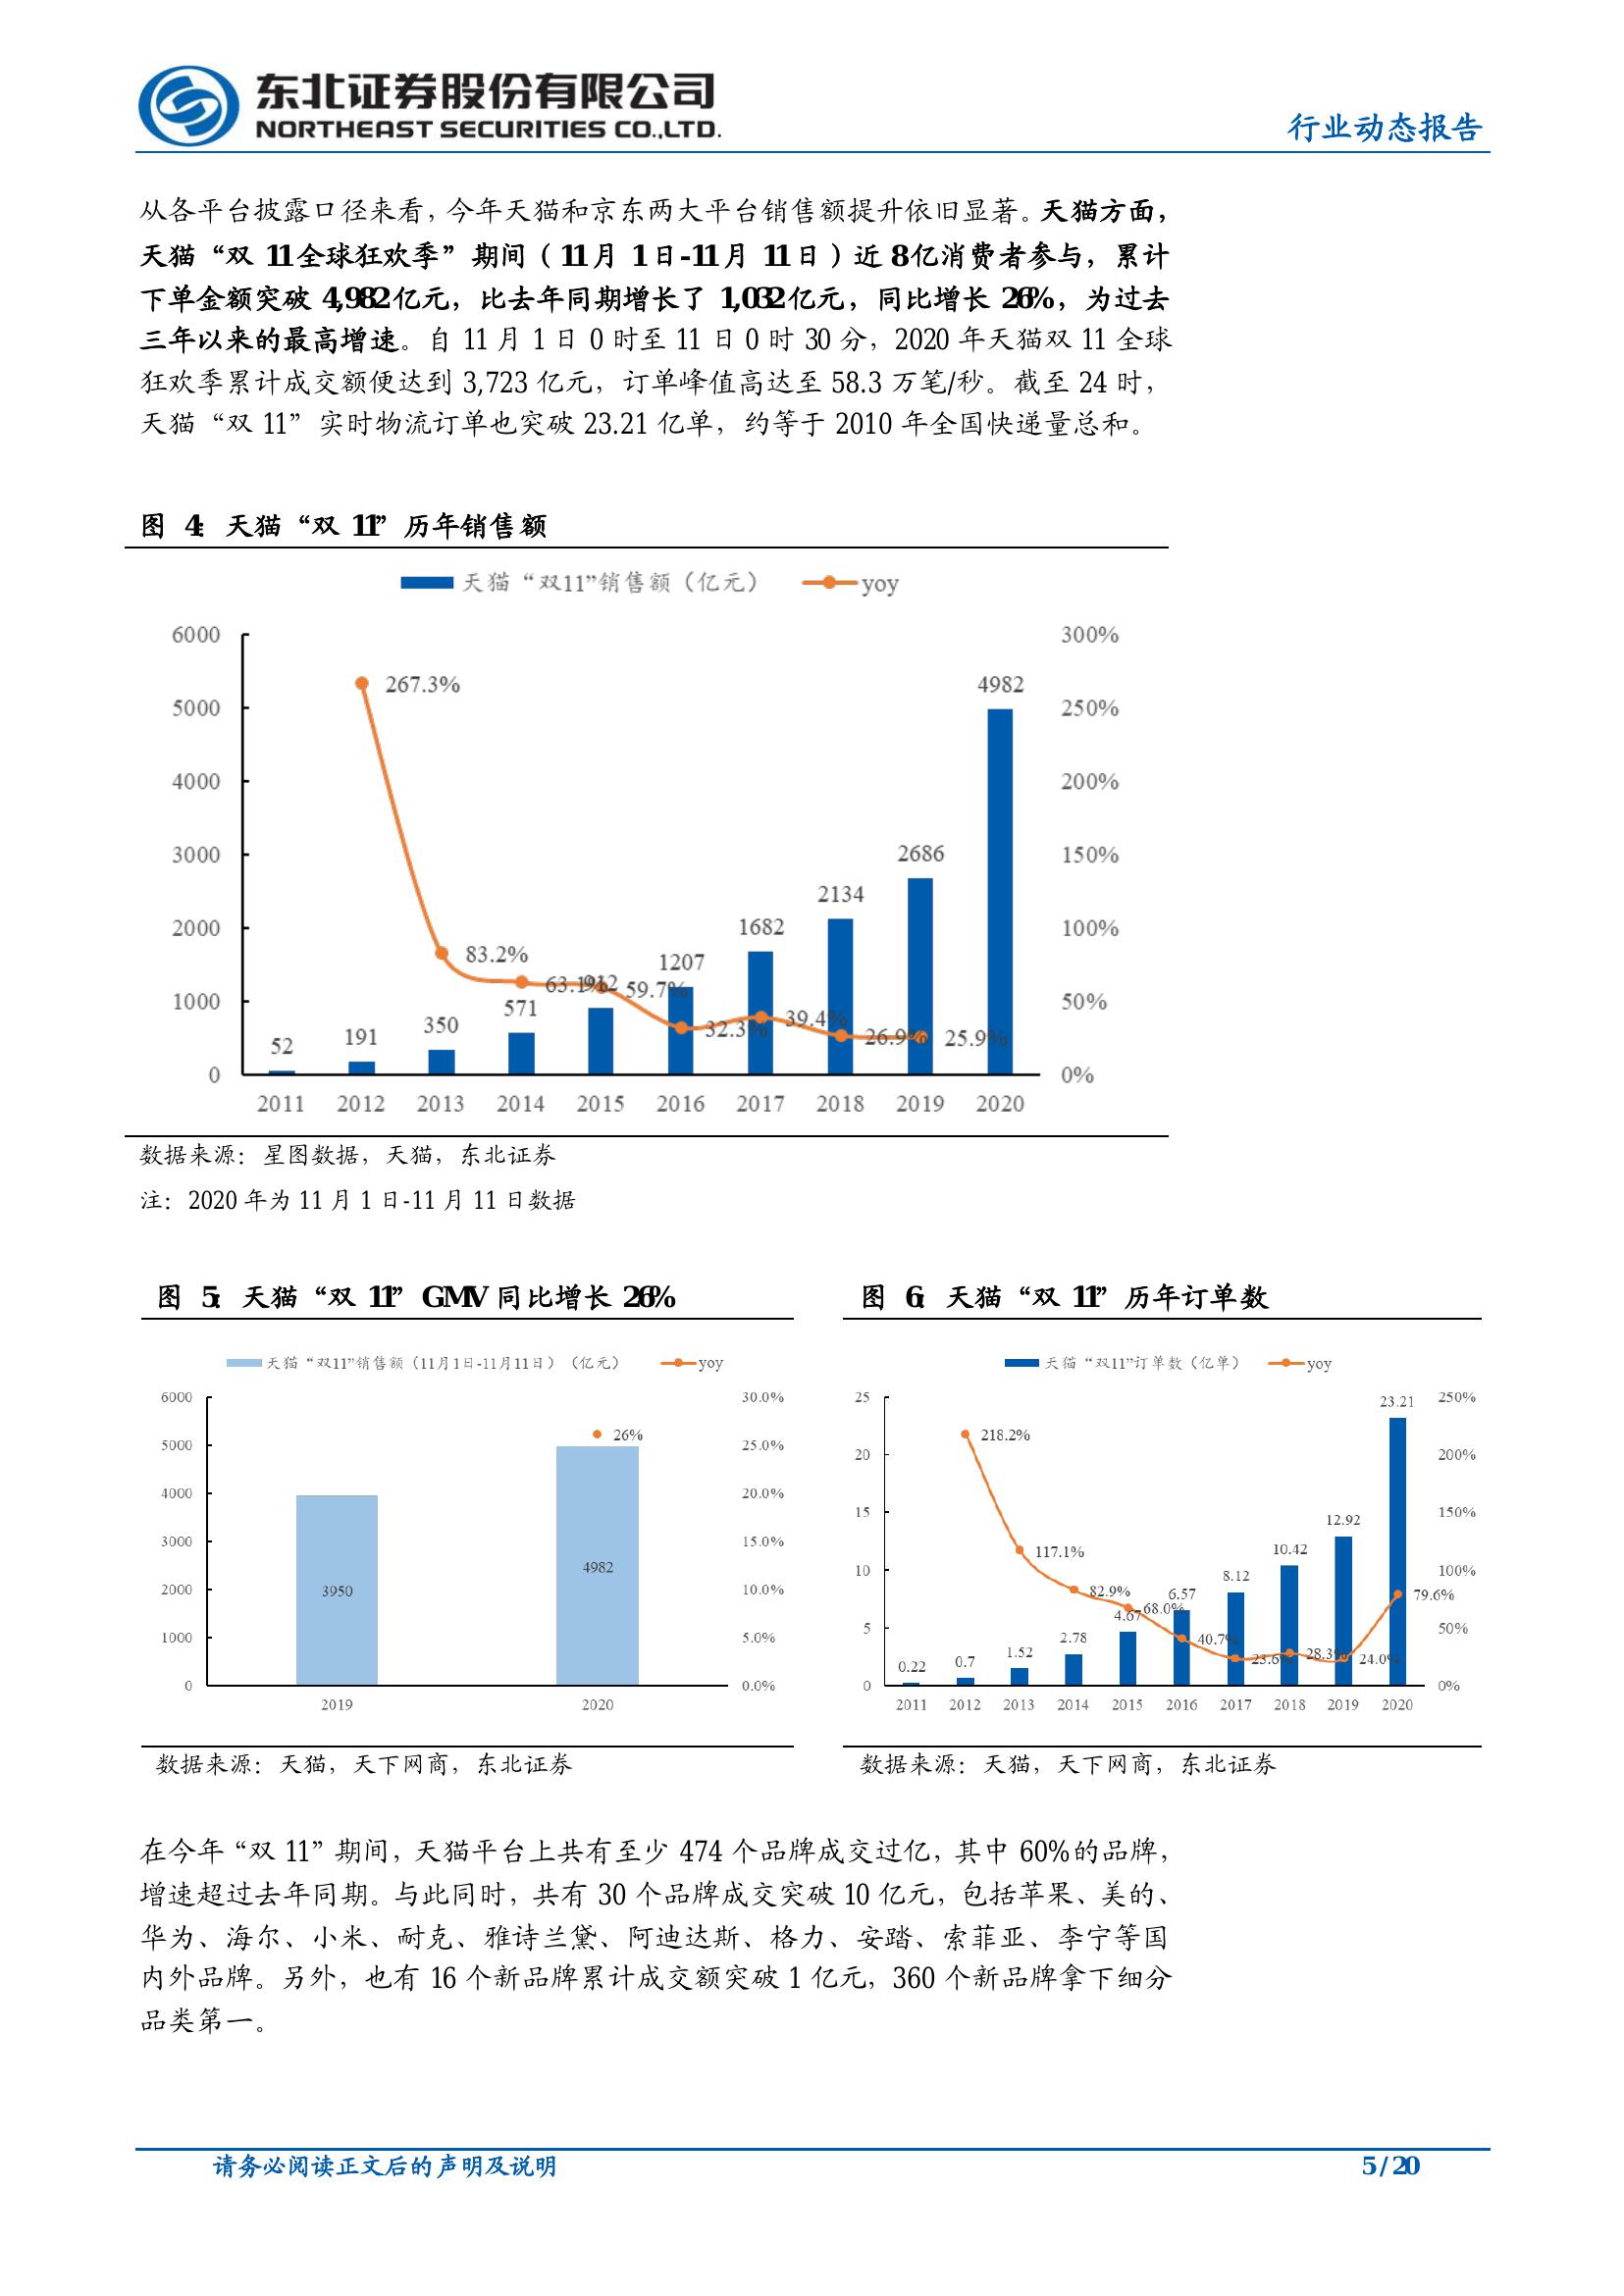 东北证券股份有限公司
NORTHEAST SECURITIES CO.,LTD.
行业动态报告
从各平台披露口径来看，今年天猫和京东两大平台销售额提升依旧显著。天猫方面，
天猫“双 11 全球狂欢季”期间（11 月 1 日-11 月 11 日）近 8 亿消费者参与，累计
下单金额突破 4,982 亿元，比去年同期增长了 1,032 亿元，同比增长 26%，为过去
三年以来的最高增速。自 11 月 1 日 0 时至 11 日 0 时 30 分，2020 年天猫双 11 全球
狂欢季累计成交额便达到 3,723 亿元，订单峰值高达至 58.3 万笔/秒。截至 24 时，
天猫“双 11”实时物流订单也突破 23.21 亿单，约等于 2010 年全国快递量总和。
图 4：天猫“双 11”历年销售额
天猫“双11”销售额（亿元） yoy
6000 300%
267.3% 4982
5000 250%
4000 200%
3000 150%
2686
2134
2000 1682 100%
83.2% 63.1% 912 59.7% 1207
1000 50%
52 191 350 571 32.3% 39.4% 26.9% 25.9%
0 0%
2011 2012 2013 2014 2015 2016 2017 2018 2019 2020
数据来源：星图数据，天猫，东北证券
注：2020 年为 11 月 1 日-11 月 11 日数据
图 5：天猫“双 11”GMV 同比增长 26%
天猫“双11”销售额（11月1日-11月11日）（亿元） yoy
6000 30.0%
26%
5000 25.0%
4000 20.0%
3000 15.0%
4982
2000 3950 10.0%
1000 5.0%
0 0.0%
2019 2020
数据来源：天猫，天下网商，东北证券
图 6：天猫“双 11”历年订单数
天猫“双11”订单数（亿单） yoy
25 23.21 250%
218.2%
20 200%
15 150%
12.92
117.1% 10.42
10 8.12 100%
82.9% 68.0% 6.57 79.6%
4.67
5 50%
0.22 0.7 1.52 2.78 40.7% 23.6% 28.3% 24.0%
0 0%
2011 2012 2013 2014 2015 2016 2017 2018 2019 2020
数据来源：天猫，天下网商，东北证券
在今年“双 11”期间，天猫平台上共有至少 474 个品牌成交过亿，其中 60%的品牌，
增速超过去年同期。与此同时，共有 30 个品牌成交突破 10 亿元，包括苹果、美的、
华为、海尔、小米、耐克、雅诗兰黛、阿迪达斯、格力、安踏、索菲亚、李宁等国
内外品牌。另外，也有 16 个新品牌累计成交额突破 1 亿元，360 个新品牌拿下细分
品类第一。
请务必阅读正文后的声明及说明
5 / 20